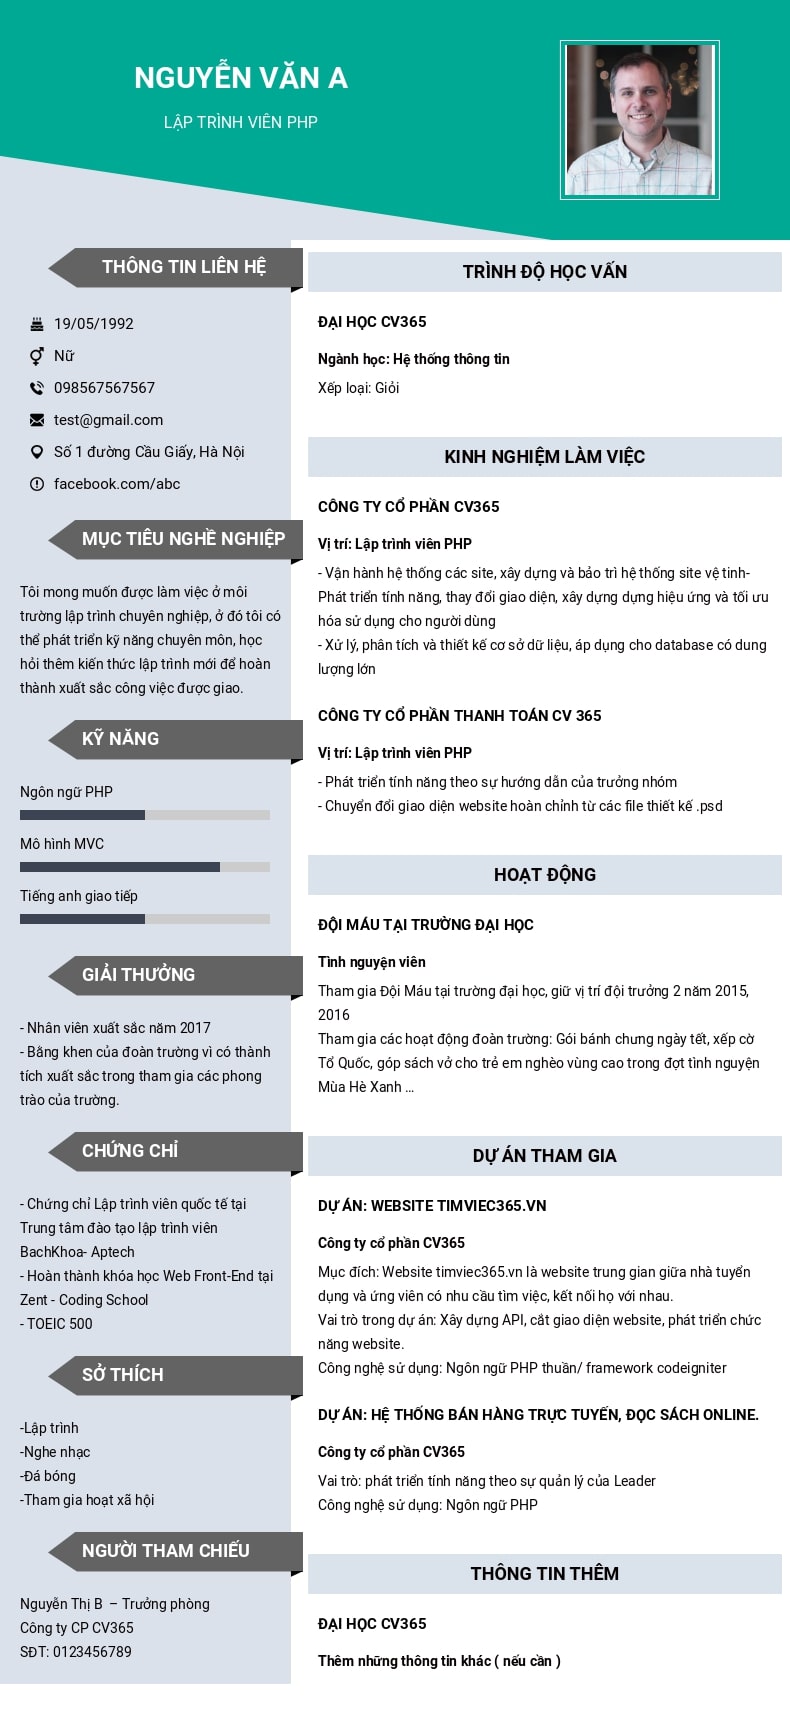 NGUYỄN VĂN A
LẬP TRÌNH VIÊN PHP
THÔNG TIN LIÊN HỆ
19/05/1992
Nữ
098567567567
test@gmail.com
Số 1 đường Cầu Giấy, Hà Nội
facebook.com/abc
MỤC TIÊU NGHỀ NGHIỆP
Tôi mong muốn được làm việc ở môi
trường lập trình chuyên nghiệp, ở đó tôi có
thể phát triển kỹ năng chuyên môn, học
hỏi thêm kiến thức lập trình mới để hoàn
thành xuất sắc công việc được giao.
KỸ NĂNG
Ngôn ngữ PHP
Mô hình MVC
Tiếng anh giao tiếp
GIẢI THƯỞNG
- Nhân viên xuất sắc năm 2017
- Bằng khen của đoàn trường vì có thành
tích xuất sắc trong tham gia các phong
trào của trường.
CHỨNG CHỈ
- Chứng chỉ Lập trình viên quốc tế tại
Trung tâm đào tạo lập trình viên
BachKhoa- Aptech
- Hoàn thành khóa học Web Front-End tại
Zent - Coding School
- TOEIC 500
SỞ THÍCH
-Lập trình
-Nghe nhạc
-Đá bóng
-Tham gia hoạt xã hội
NGƯỜI THAM CHIẾU
Nguyễn Thị B – Trưởng phòng
Công ty CP CV365
SĐT: 0123456789
TRÌNH ĐỘ HỌC VẤN
ĐẠI HỌC CV365
Ngành học: Hệ thống thông tin
Xếp loại: Giỏi
KINH NGHIỆM LÀM VIỆC
CÔNG TY CỔ PHẦN CV365
Vị trí: Lập trình viên PHP
- Vận hành hệ thống các site, xây dựng và bảo trì hệ thống site vệ tinh-
Phát triển tính năng, thay đổi giao diện, xây dựng dựng hiệu ứng và tối ưu
hóa sử dụng cho người dùng
- Xử lý, phân tích và thiết kế cơ sở dữ liệu, áp dụng cho database có dung
lượng lớn
CÔNG TY CỔ PHẦN THANH TOÁN CV 365
Vị trí: Lập trình viên PHP
- Phát triển tính năng theo sự hướng dẫn của trưởng nhóm
- Chuyển đổi giao diện website hoàn chỉnh từ các file thiết kế .psd
HOẠT ĐỘNG
ĐỘI MÁU TẠI TRƯỜNG ĐẠI HỌC
Tình nguyện viên
Tham gia Đội Máu tại trường đại học, giữ vị trí đội trưởng 2 năm 2015,
2016
Tham gia các hoạt động đoàn trường: Gói bánh chưng ngày tết, xếp cờ
Tổ Quốc, góp sách vở cho trẻ em nghèo vùng cao trong đợt tình nguyện
Mùa Hè Xanh ...
DỰ ÁN THAM GIA
DỰ ÁN: WEBSITE TIMVIEC365.VN
Công ty cổ phần CV365
Mục đích: Website timviec365.vn là website trung gian giữa nhà tuyển
dụng và ứng viên có nhu cầu tìm việc, kết nối họ với nhau.
Vai trò trong dự án: Xây dựng API, cắt giao diện website, phát triển chức
năng website.
Công nghệ sử dụng: Ngôn ngữ PHP thuần/ framework codeigniter
DỰ ÁN: HỆ THỐNG BÁN HÀNG TRỰC TUYẾN, ĐỌC SÁCH ONLINE.
Công ty cổ phần CV365
Vai trò: phát triển tính năng theo sự quản lý của Leader
Công nghệ sử dụng: Ngôn ngữ PHP
THÔNG TIN THÊM
ĐẠI HỌC CV365
Thêm những thông tin khác ( nếu cần )